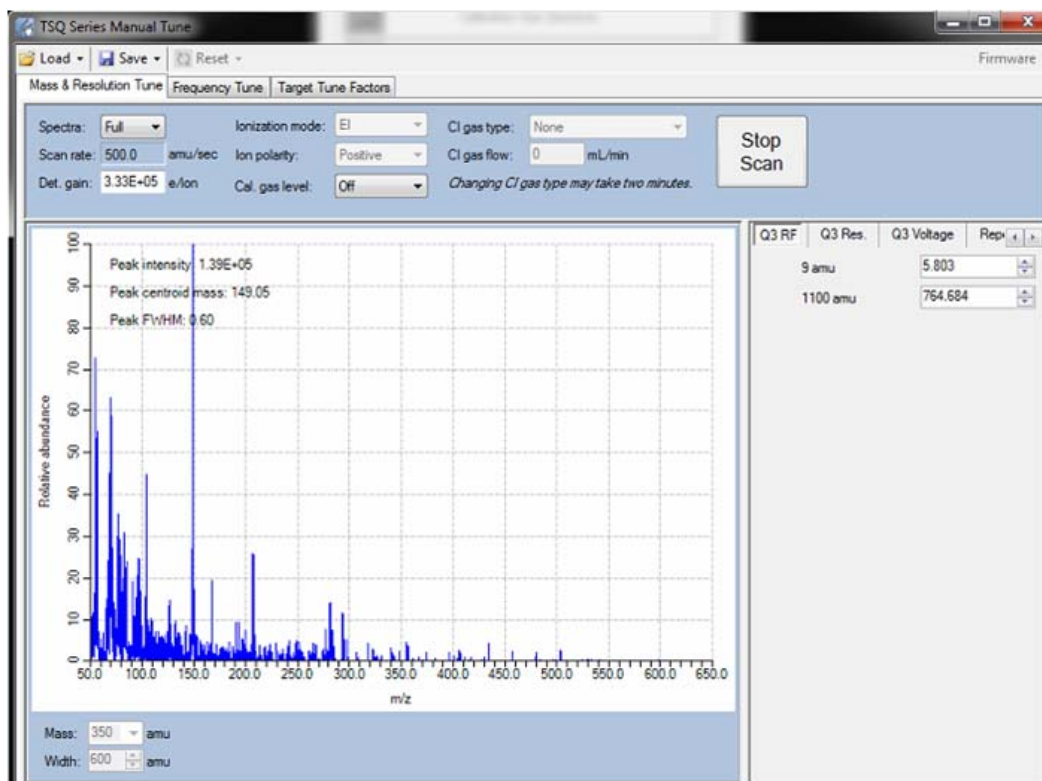 TSQ Series Manual Tune
Load Save Reset Firmware
Mass & Resolution Tune Frequency Tune Target Tune Factors
Spectra: Full Ionization mode: EI CI gas type: None
Scan rate: 500.0 amu/sec Ion polarity: Positive CI gas flow: 0 mL/min
Det. gain: 3.33E+05 e/Ion Cal. gas level: Off Changing CI gas type may take two minutes.
Stop
Scan
Q3 RF Q3 Res. Q3 Voltage
9 amu 5.803
1100 amu 764.684
Peak intensity: 1.39E+05
Peak centroid mass: 149.05
Peak FWHM: 0.60
Relative abundance
100
90
80
70
60
50
40
30
20
10
0
50.0 100.0 150.0 200.0 250.0 300.0 350.0 400.0 450.0 500.0 550.0 600.0 650.0
m/z
Mass: 350 amu
Width: 600 amu